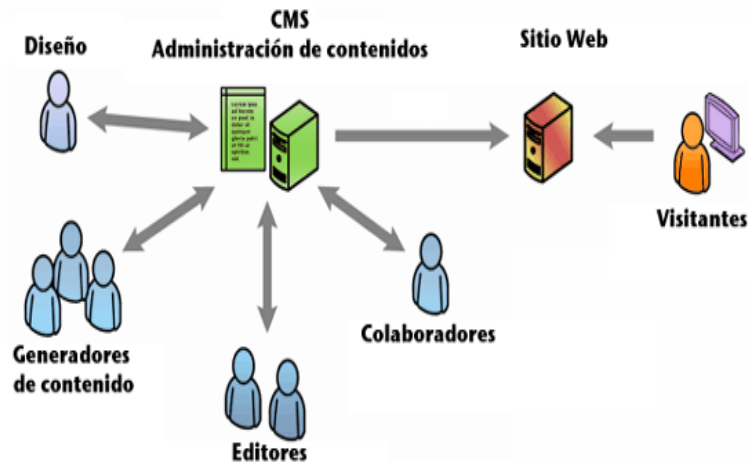 CMS
Diseño
Administración de contenidos
Sitio Web
Visitantes
Colaboradores
Generadores
de contenido
Editores